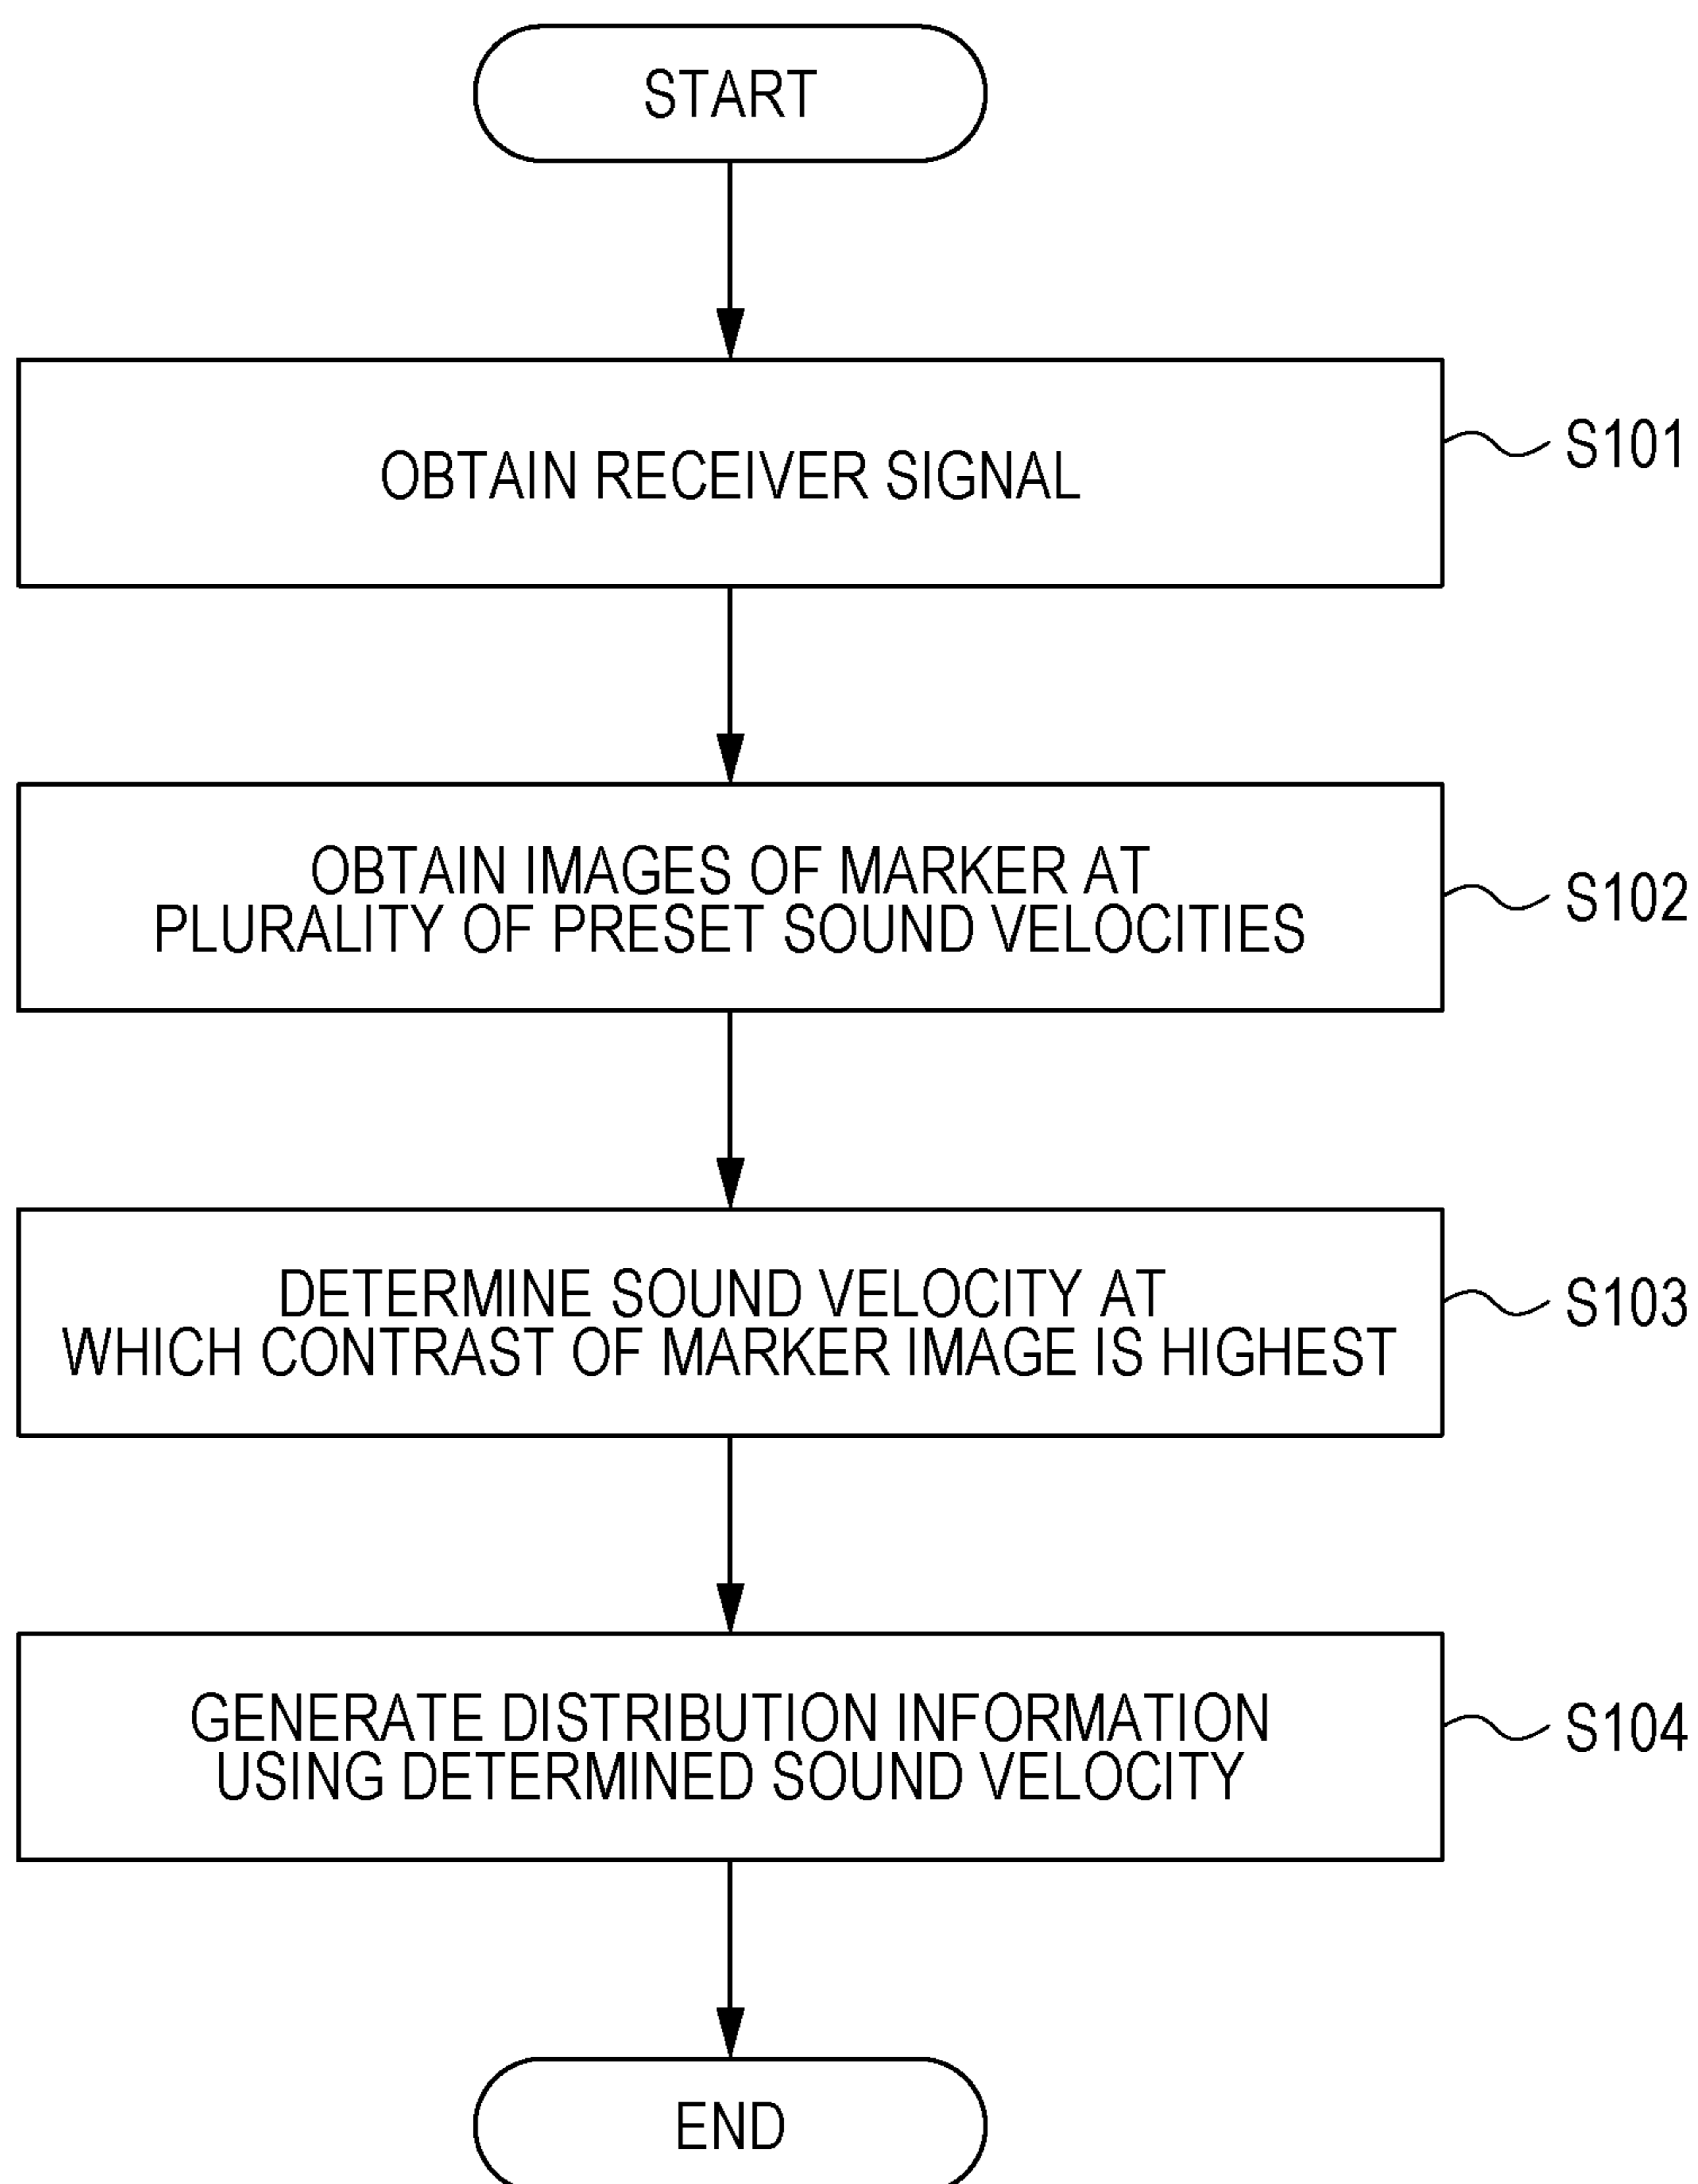 START
OBTAIN RECEIVER SIGNAL
S101
OBTAIN IMAGES OF MARKER AT
PLURALITY OF PRESET SOUND VELOCITIES
S102
DETERMINE SOUND VELOCITY AT
WHICH CONTRAST OF MARKER IMAGE IS HIGHEST
S103
GENERATE DISTRIBUTION INFORMATION
USING DETERMINED SOUND VELOCITY
S104
END